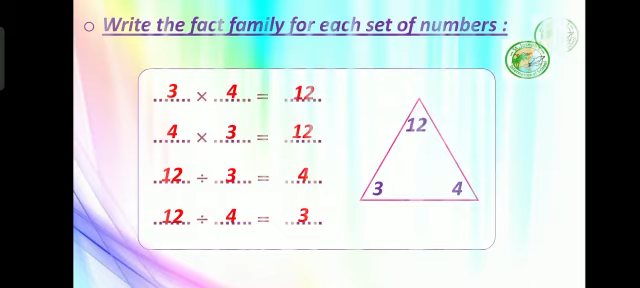 ○ Write the fact family for each set of numbers :
3 × 4 = 12
4 × 3 = 12
12 ÷ 3 = 4
12 ÷ 4 = 3
12
3 4